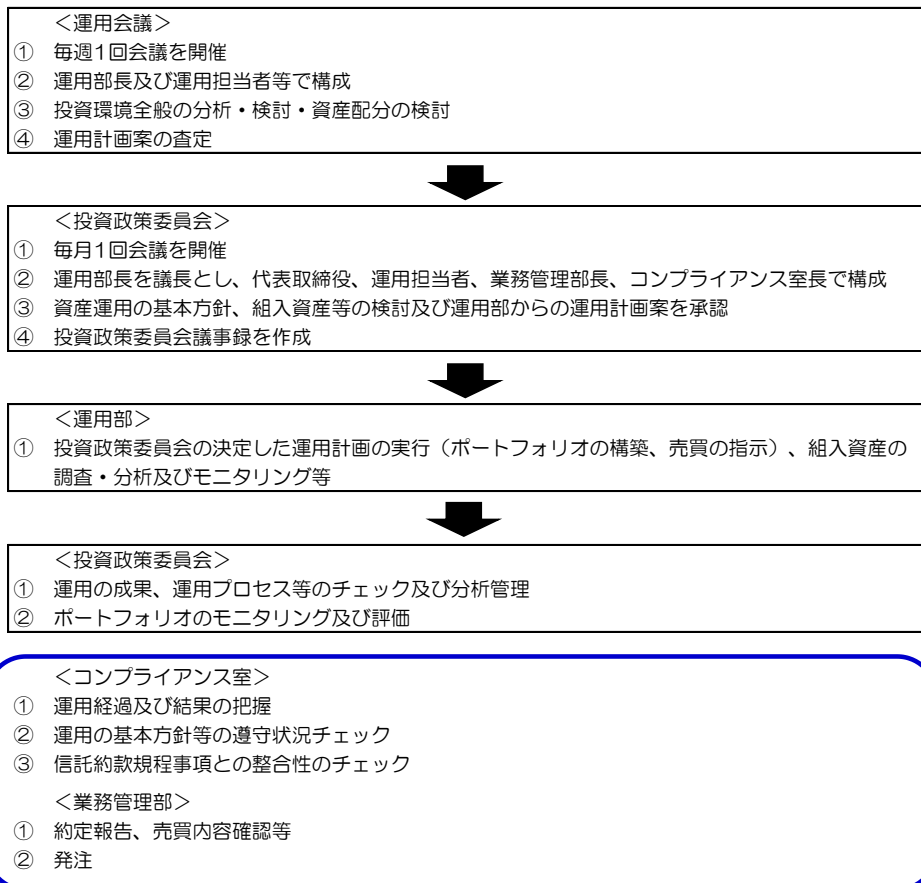 ＜運用会議＞
① 毎週1回会議を開催
② 運用部長及び運用担当者等で構成
③ 投資環境全般の分析・検討・資産配分の検討
④ 運用計画案の査定
＜投資政策委員会＞
① 毎月1回会議を開催
② 運用部長を議長とし、代表取締役、運用担当者、業務管理部長、コンプライアンス室長で構成
③ 資産運用の基本方針、組入資産等の検討及び運用部からの運用計画案を承認
④ 投資政策委員会議事録を作成
＜運用部＞
① 投資政策委員会の決定した運用計画の実行（ポートフォリオの構築、売買の指示）、組入資産の
調査・分析及びモニタリング等
＜投資政策委員会＞
① 運用の成果、運用プロセス等のチェック及び分析管理
② ポートフォリオのモニタリング及び評価
＜コンプライアンス室＞
① 運用経過及び結果の把握
② 運用の基本方針等の遵守状況チェック
③ 信託約款規程事項との整合性のチェック
＜業務管理部＞
① 約定報告、売買内容確認等
② 発注